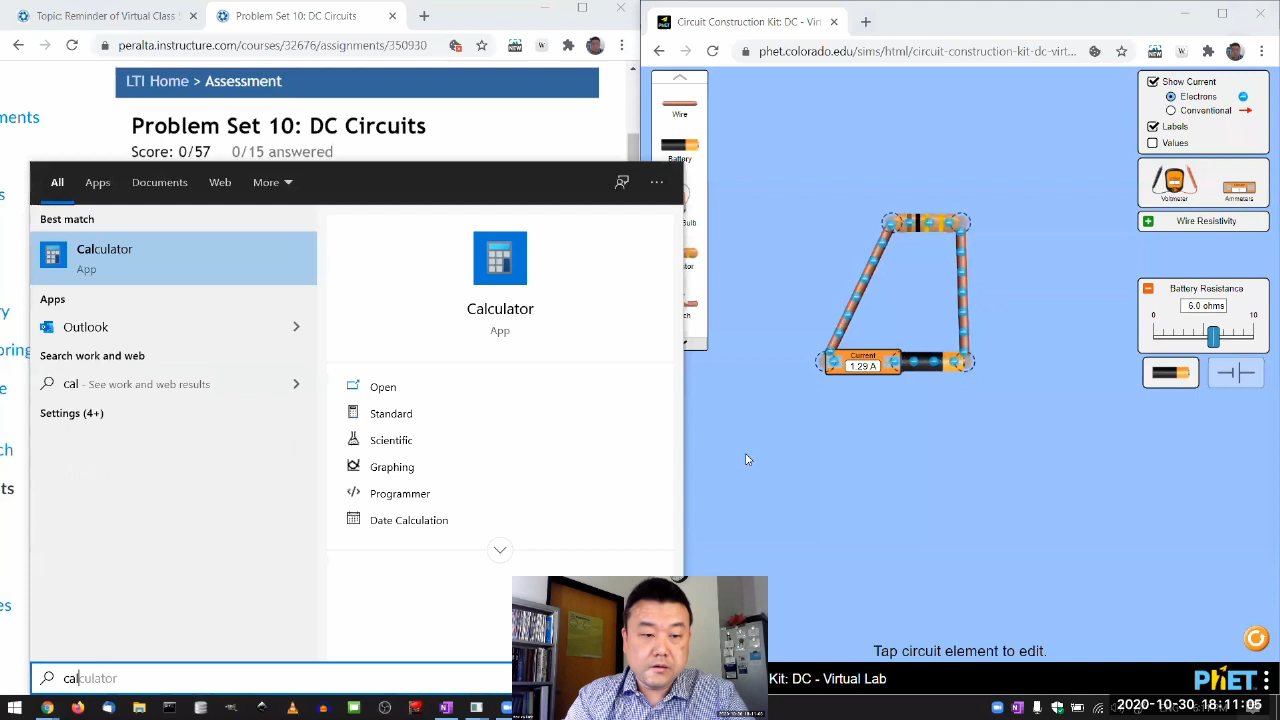 Topic: Reminder of Virtual Class
Problem Set 10: DC Circuits
peralta.instructure.com/courses/32676/assignments/350930
LTI Home > Assessment
Problem Set 10: DC Circuits
Score: 0/57 0/15 answered
ments
All Apps Documents Web More
Best match
Calculator
App
Apps
Outlook
Search work and web
cal - See work and web results
Settings (4+)
Calculator
App
Open
Standard
Scientific
Graphing
Programmer
Date Calculation
calculator
Circuit Construction Kit: DC - Virt
phet.colorado.edu/sims/html/circuit-construction-kit-dc-virt...
Wire
Battery
Bulb
Current
1.29 A
Show Current
Electrons
Conventional
Labels
Values
Voltmeter
Ammeters
Wire Resistivity
Battery Resistance
6.0 ohms
0 10
Tap circuit element to edit.
Kit: DC - Virtual Lab
PhET
2020-10-30 18:11:05